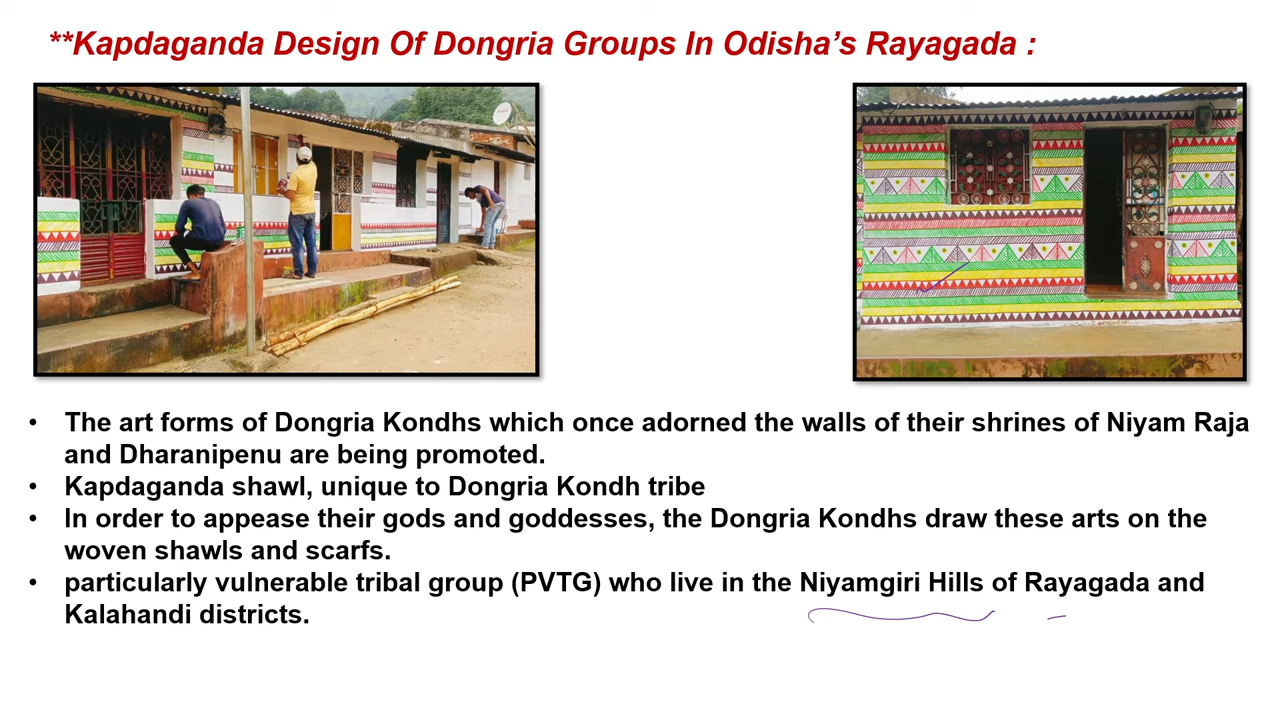 **Kapdaganda Design Of Dongria Groups In Odisha’s Rayagada :
• The art forms of Dongria Kondhs which once adorned the walls of their shrines of Niyam Raja
and Dharanipenu are being promoted.
• Kapdaganda shawl, unique to Dongria Kondh tribe
• In order to appease their gods and goddesses, the Dongria Kondhs draw these arts on the
woven shawls and scarfs.
• particularly vulnerable tribal group (PVTG) who live in the Niyamgiri Hills of Rayagada and
Kalahandi districts.